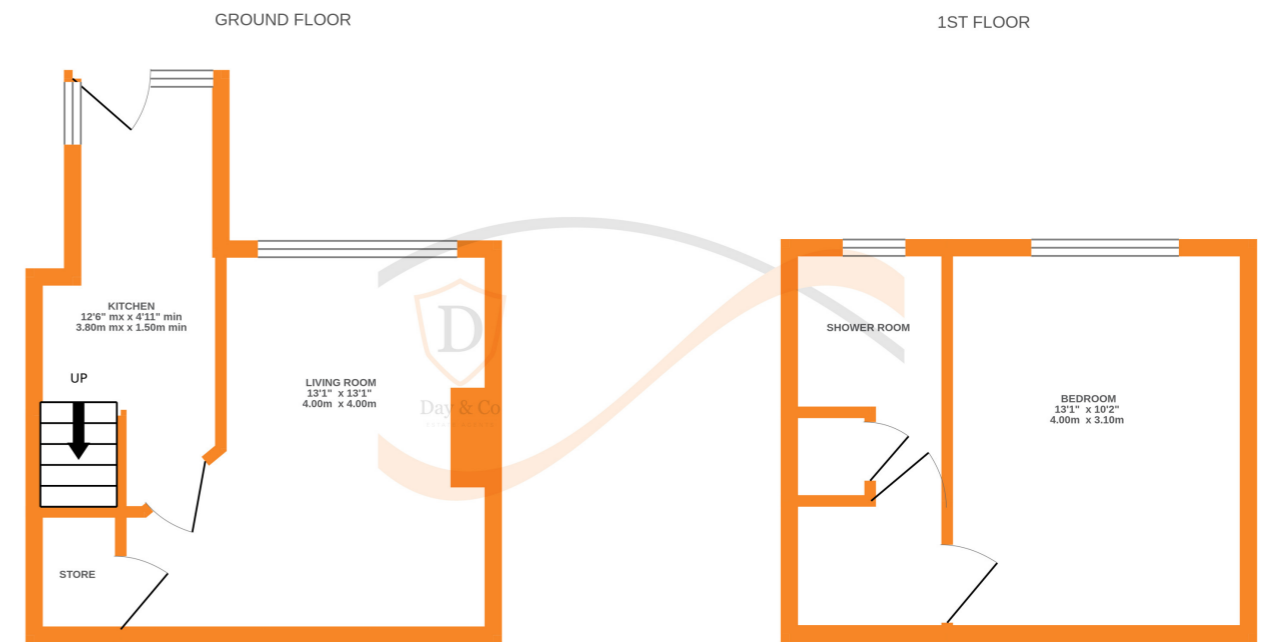 GROUND FLOOR
1ST FLOOR
KITCHEN
12'6" mx x 4'11" min
3.80m mx x 1.50m min
UP
LIVING ROOM
13'1" x 13'1"
4.00m x 4.00m
D
Day & Co
STORE
SHOWER ROOM
BEDROOM
13'1" x 10'2"
4.00m x 3.10m